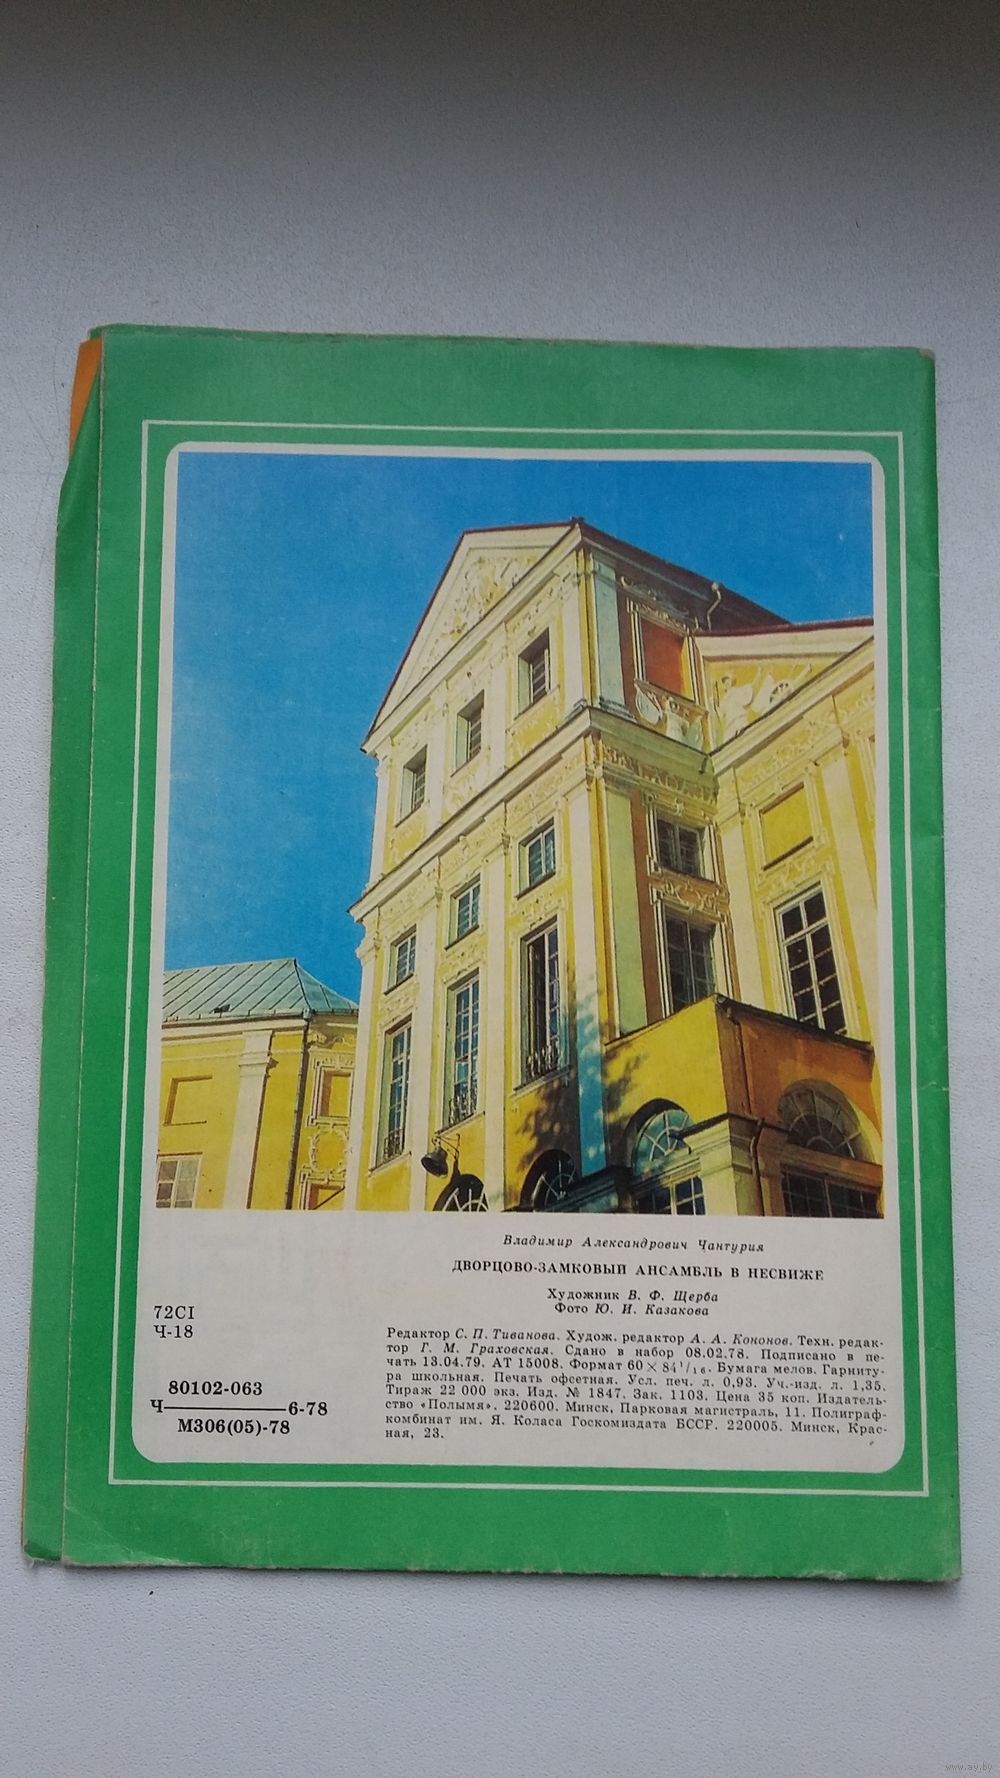 Владимир Александрович Чантурия
ДВОРЦОВО-ЗАМКОВЫЙ АНСАМБЛЬ В НЕСВИЖЕ
Художник В. Ф. Щерба
Фото Ю. И. Казакова
72СІ
Ч-18
80102-063
Ч————6-78
М306(05)-78
Редактор С. П. Тиванова. Худож. редактор А. А. Кононов. Техн. редак-
тор Г. М. Граховская. Сдано в набор 08.02.78. Подписано в пе-
чать 13.04.79. АТ 15008. Формат 60×84¹/₁₆. Бумага мелов. Гарниту-
ра школьная. Печать офсетная. Усл. печ. л. 0,93. Уч.-изд. л. 1,35.
Тираж 22 000 экз. Изд. № 1847. Зак. 1103. Цена 35 коп. Издатель-
ство «Полымя». 220600. Минск, Парковая магистраль, 11. Полиграф-
комбинат им. Я. Коласа Госкомиздата БССР. 220005. Минск, Крас-
ная, 23.
www.ay.by